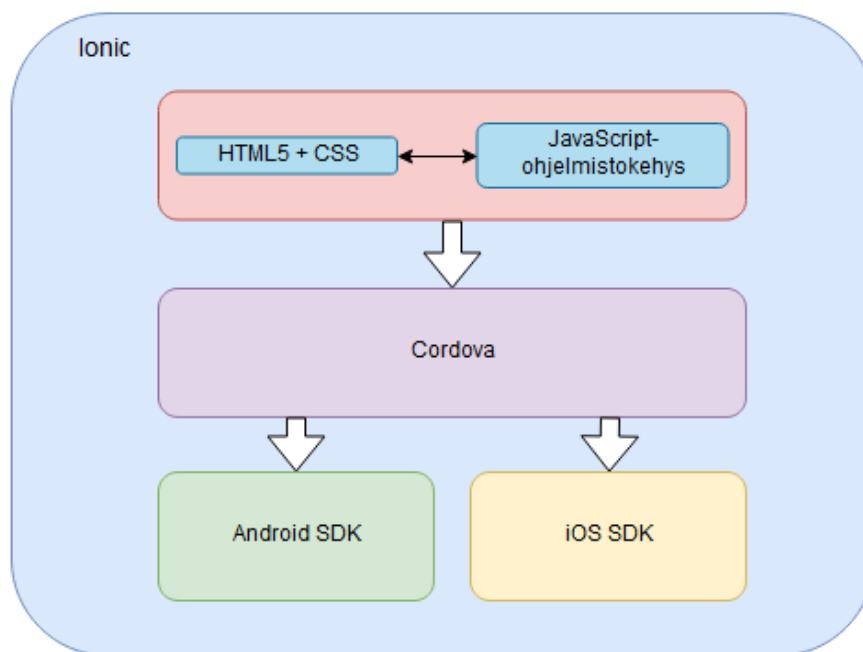 Ionic
HTML5 + CSS
JavaScript-
ohjelmistokehys
Cordova
Android SDK
iOS SDK